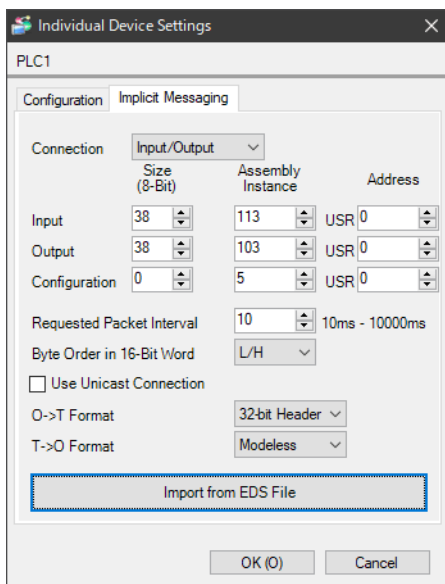 Individual Device Settings
PLC1
Configuration Implicit Messaging
Connection Input/Output
Size (8-Bit) Assembly Instance Address
Input 38 113 USR 0
Output 38 103 USR 0
Configuration 0 5 USR 0
Requested Packet Interval 10 10ms - 10000ms
Byte Order in 16-Bit Word L/H
Use Unicast Connection
O->T Format 32-bit Header
T->O Format Modeless
Import from EDS File
OK (O) Cancel